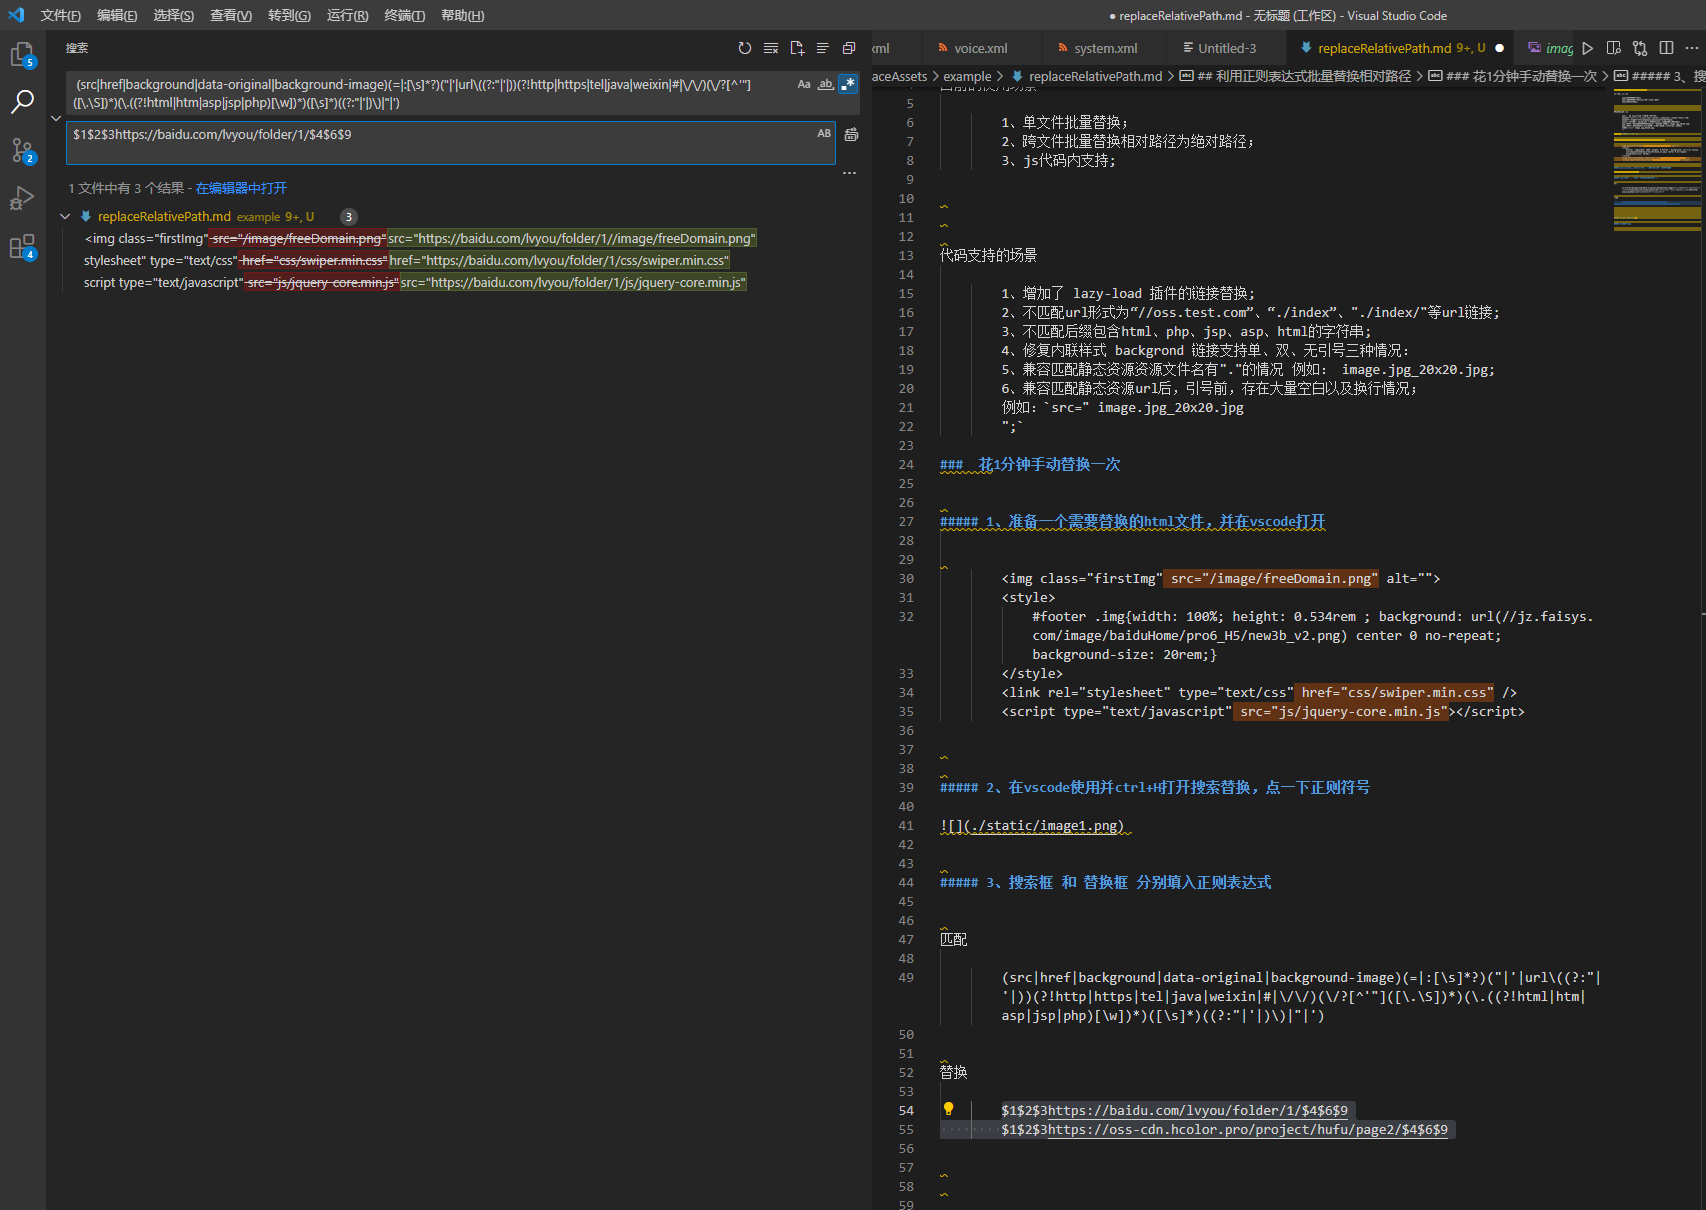 文件(F) 编辑(E) 选择(S) 查看(V) 转到(G) 运行(R) 终端(T) 帮助(H)
● replaceRelativePath.md - 无标题 (工作区) - Visual Studio Code
搜索
(src|href|background|data-original|background-image)(=|:[\s]*?)("|'|url\((?:"|'|))(?!http|https|tel|java|weixin|#|\/\/)(\/?[^'"]
([\.\S])*)(\.((?!html|htm|asp|jsp|php)[\w])*)([\s]*)((?:"|'|)\)|"|')
Aa ab
$1$2$3https://baidu.com/lvyou/folder/1/$4$6$9
AB
1 文件中有 3 个结果 - 在编辑器中打开
replaceRelativePath.md example 9+, U 3
<img class="firstImg" src="/image/freeDomain.png"src="https://baidu.com/lvyou/folder/1//image/freeDomain.png"
stylesheet" type="text/css" href="css/swiper.min.css"href="https://baidu.com/lvyou/folder/1/css/swiper.min.css"
script type="text/javascript" src="js/jquery-core.min.js"src="https://baidu.com/lvyou/folder/1/js/jquery-core.min.js"
5
2
4
xml voice.xml system.xml Untitled-3 replaceRelativePath.md 9+, U ● imag
aceAssets > example > replaceRelativePath.md > ## 利用正则表达式批量替换相对路径 > ### 花1分钟手动替换一次 > ##### 3、搜
目前的使用场景
5
6 1、单文件批量替换;
7 2、跨文件批量替换相对路径为绝对路径;
8 3、js代码内支持;
9
10
11
12
13 代码支持的场景
14
15 1、增加了 lazy-load 插件的链接替换;
16 2、不匹配url形式为“//oss.test.com”、“./index”、"./index/"等url链接;
17 3、不匹配后缀包含html、php、jsp、asp、html的字符串;
18 4、修复内联样式 backgrond 链接支持单、双、无引号三种情况:
19 5、兼容匹配静态资源资源文件名有"."的情况 例如: image.jpg_20x20.jpg;
20 6、兼容匹配静态资源url后,引号前,存在大量空白以及换行情况;
21 例如:`src=" image.jpg_20x20.jpg
22 ";`
23
24 ### 花1分钟手动替换一次
25
26
27 ##### 1、准备一个需要替换的html文件,并在vscode打开
28
29
30 <img class="firstImg" src="/image/freeDomain.png" alt="">
31 <style>
32 #footer .img{width: 100%; height: 0.534rem ; background: url(//jz.faisys.
com/image/baiduHome/pro6_H5/new3b_v2.png) center 0 no-repeat;
background-size: 20rem;}
33 </style>
34 <link rel="stylesheet" type="text/css" href="css/swiper.min.css" />
35 <script type="text/javascript" src="js/jquery-core.min.js"></script>
36
37
38
39 ##### 2、在vscode使用并ctrl+H打开搜索替换,点一下正则符号
40
41 ![](./static/image1.png)
42
43
44 ##### 3、搜索框 和 替换框 分别填入正则表达式
45
46
47 匹配
48
49 (src|href|background|data-original|background-image)(=|:[\s]*?)("|'|url\((?:"|
'|))(?!http|https|tel|java|weixin|#|\/\/)(\/?[^'"]([\.\S])*)(\.((?!html|htm|
asp|jsp|php)[\w])*)([\s]*)((?:"|'|)\)|"|')
50
51
52 替换
53
54 $1$2$3https://baidu.com/lvyou/folder/1/$4$6$9
55 $1$2$3https://oss-cdn.hcolor.pro/project/hufu/page2/$4$6$9
56
57
58
59